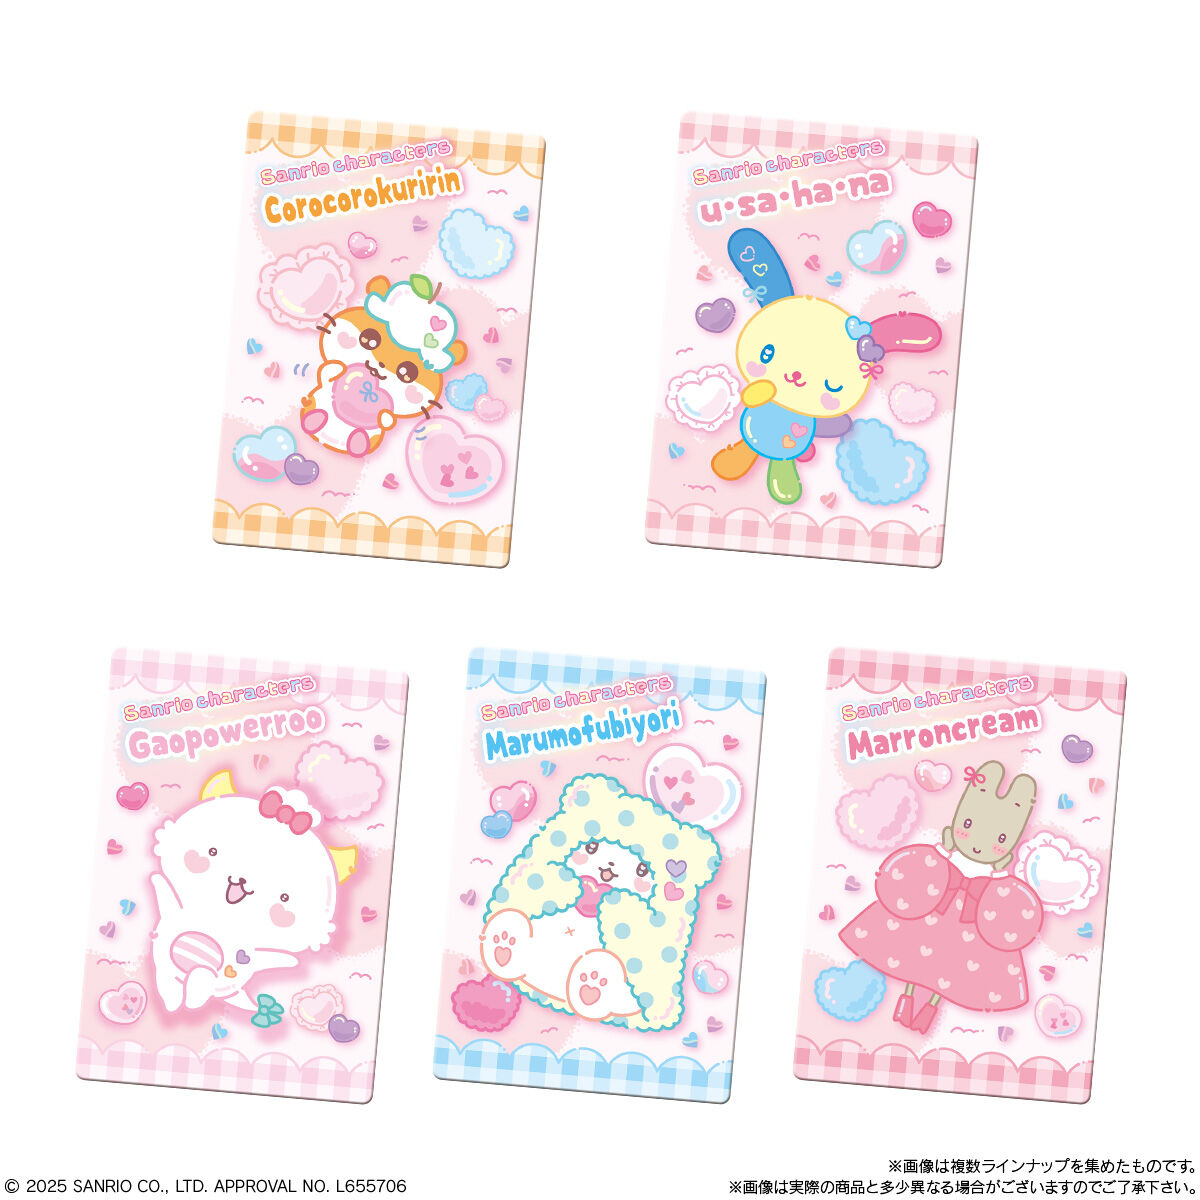 Sanrio characters
Corocorokuririn
Sanrio characters
u•sa•ha•na
Sanrio characters
Gaopowerroo
Sanrio characters
Marumofubiyori
Sanrio characters
Marroncream
※画像は複数ラインナップを集めたものです。
© 2025 SANRIO CO., LTD. APPROVAL NO. L655706
※画像は実際の商品と多少異なる場合がございますのでご了承下さい。